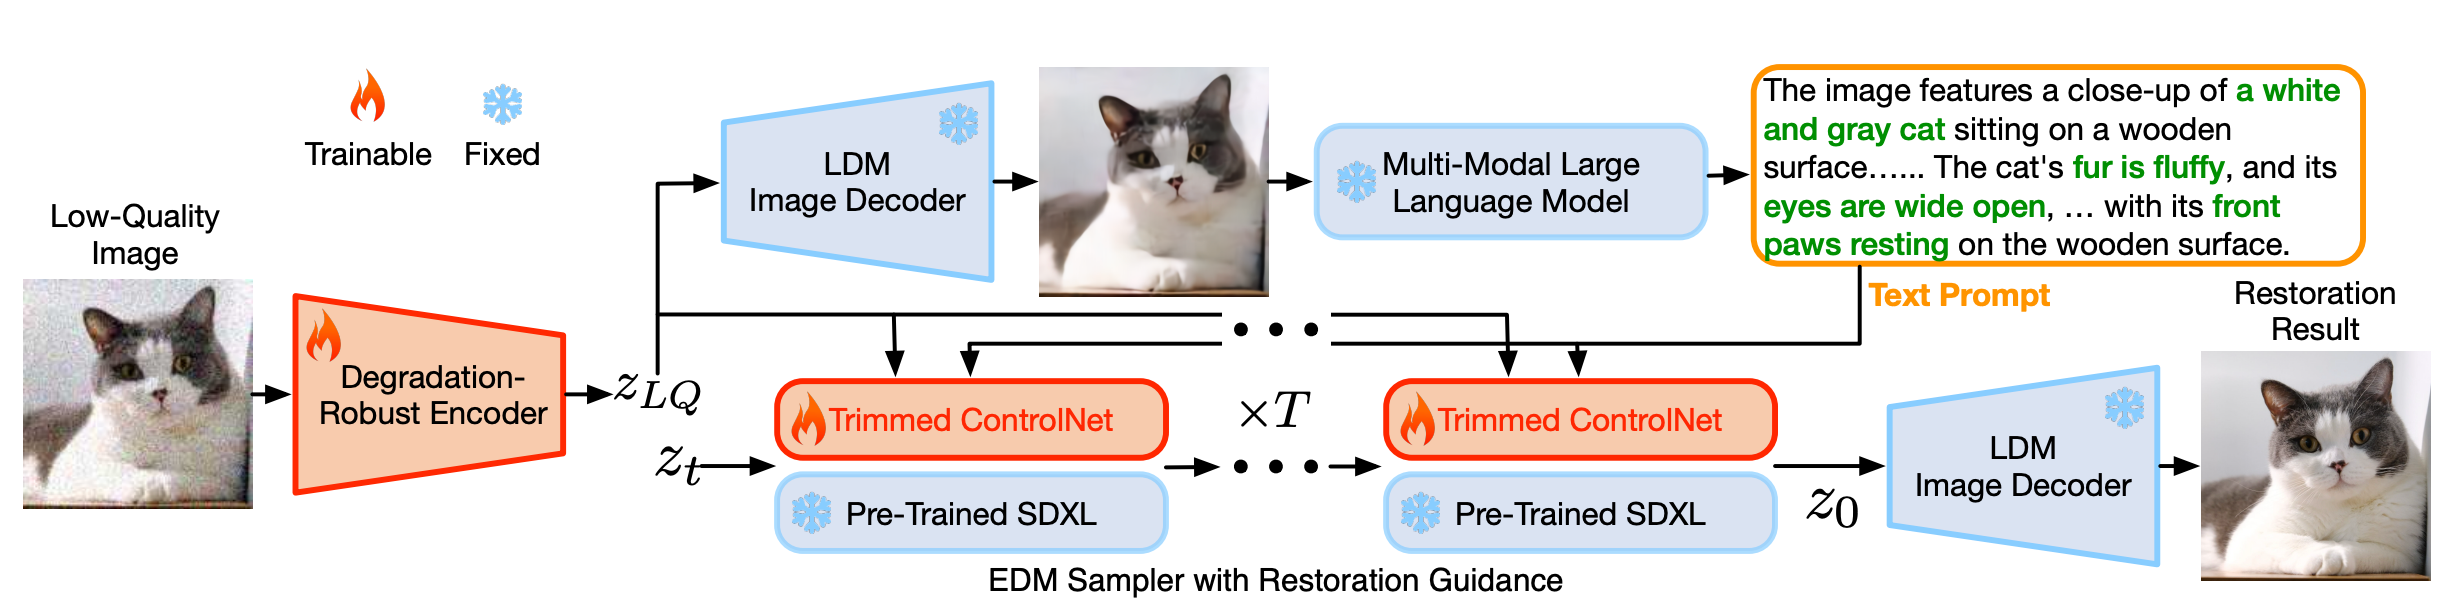 Trainable
Fixed
Low-Quality
Image
Degradation-
Robust Encoder
z_{LQ}
z_t
LDM
Image Decoder
Multi-Modal Large
Language Model
The image features a close-up of a white
and gray cat sitting on a wooden
surface…... The cat's fur is fluffy, and its
eyes are wide open, … with its front
paws resting on the wooden surface.
Text Prompt
Trimmed ControlNet
Pre-Trained SDXL
×T
Trimmed ControlNet
Pre-Trained SDXL
z_0
LDM
Image Decoder
Restoration
Result
EDM Sampler with Restoration Guidance